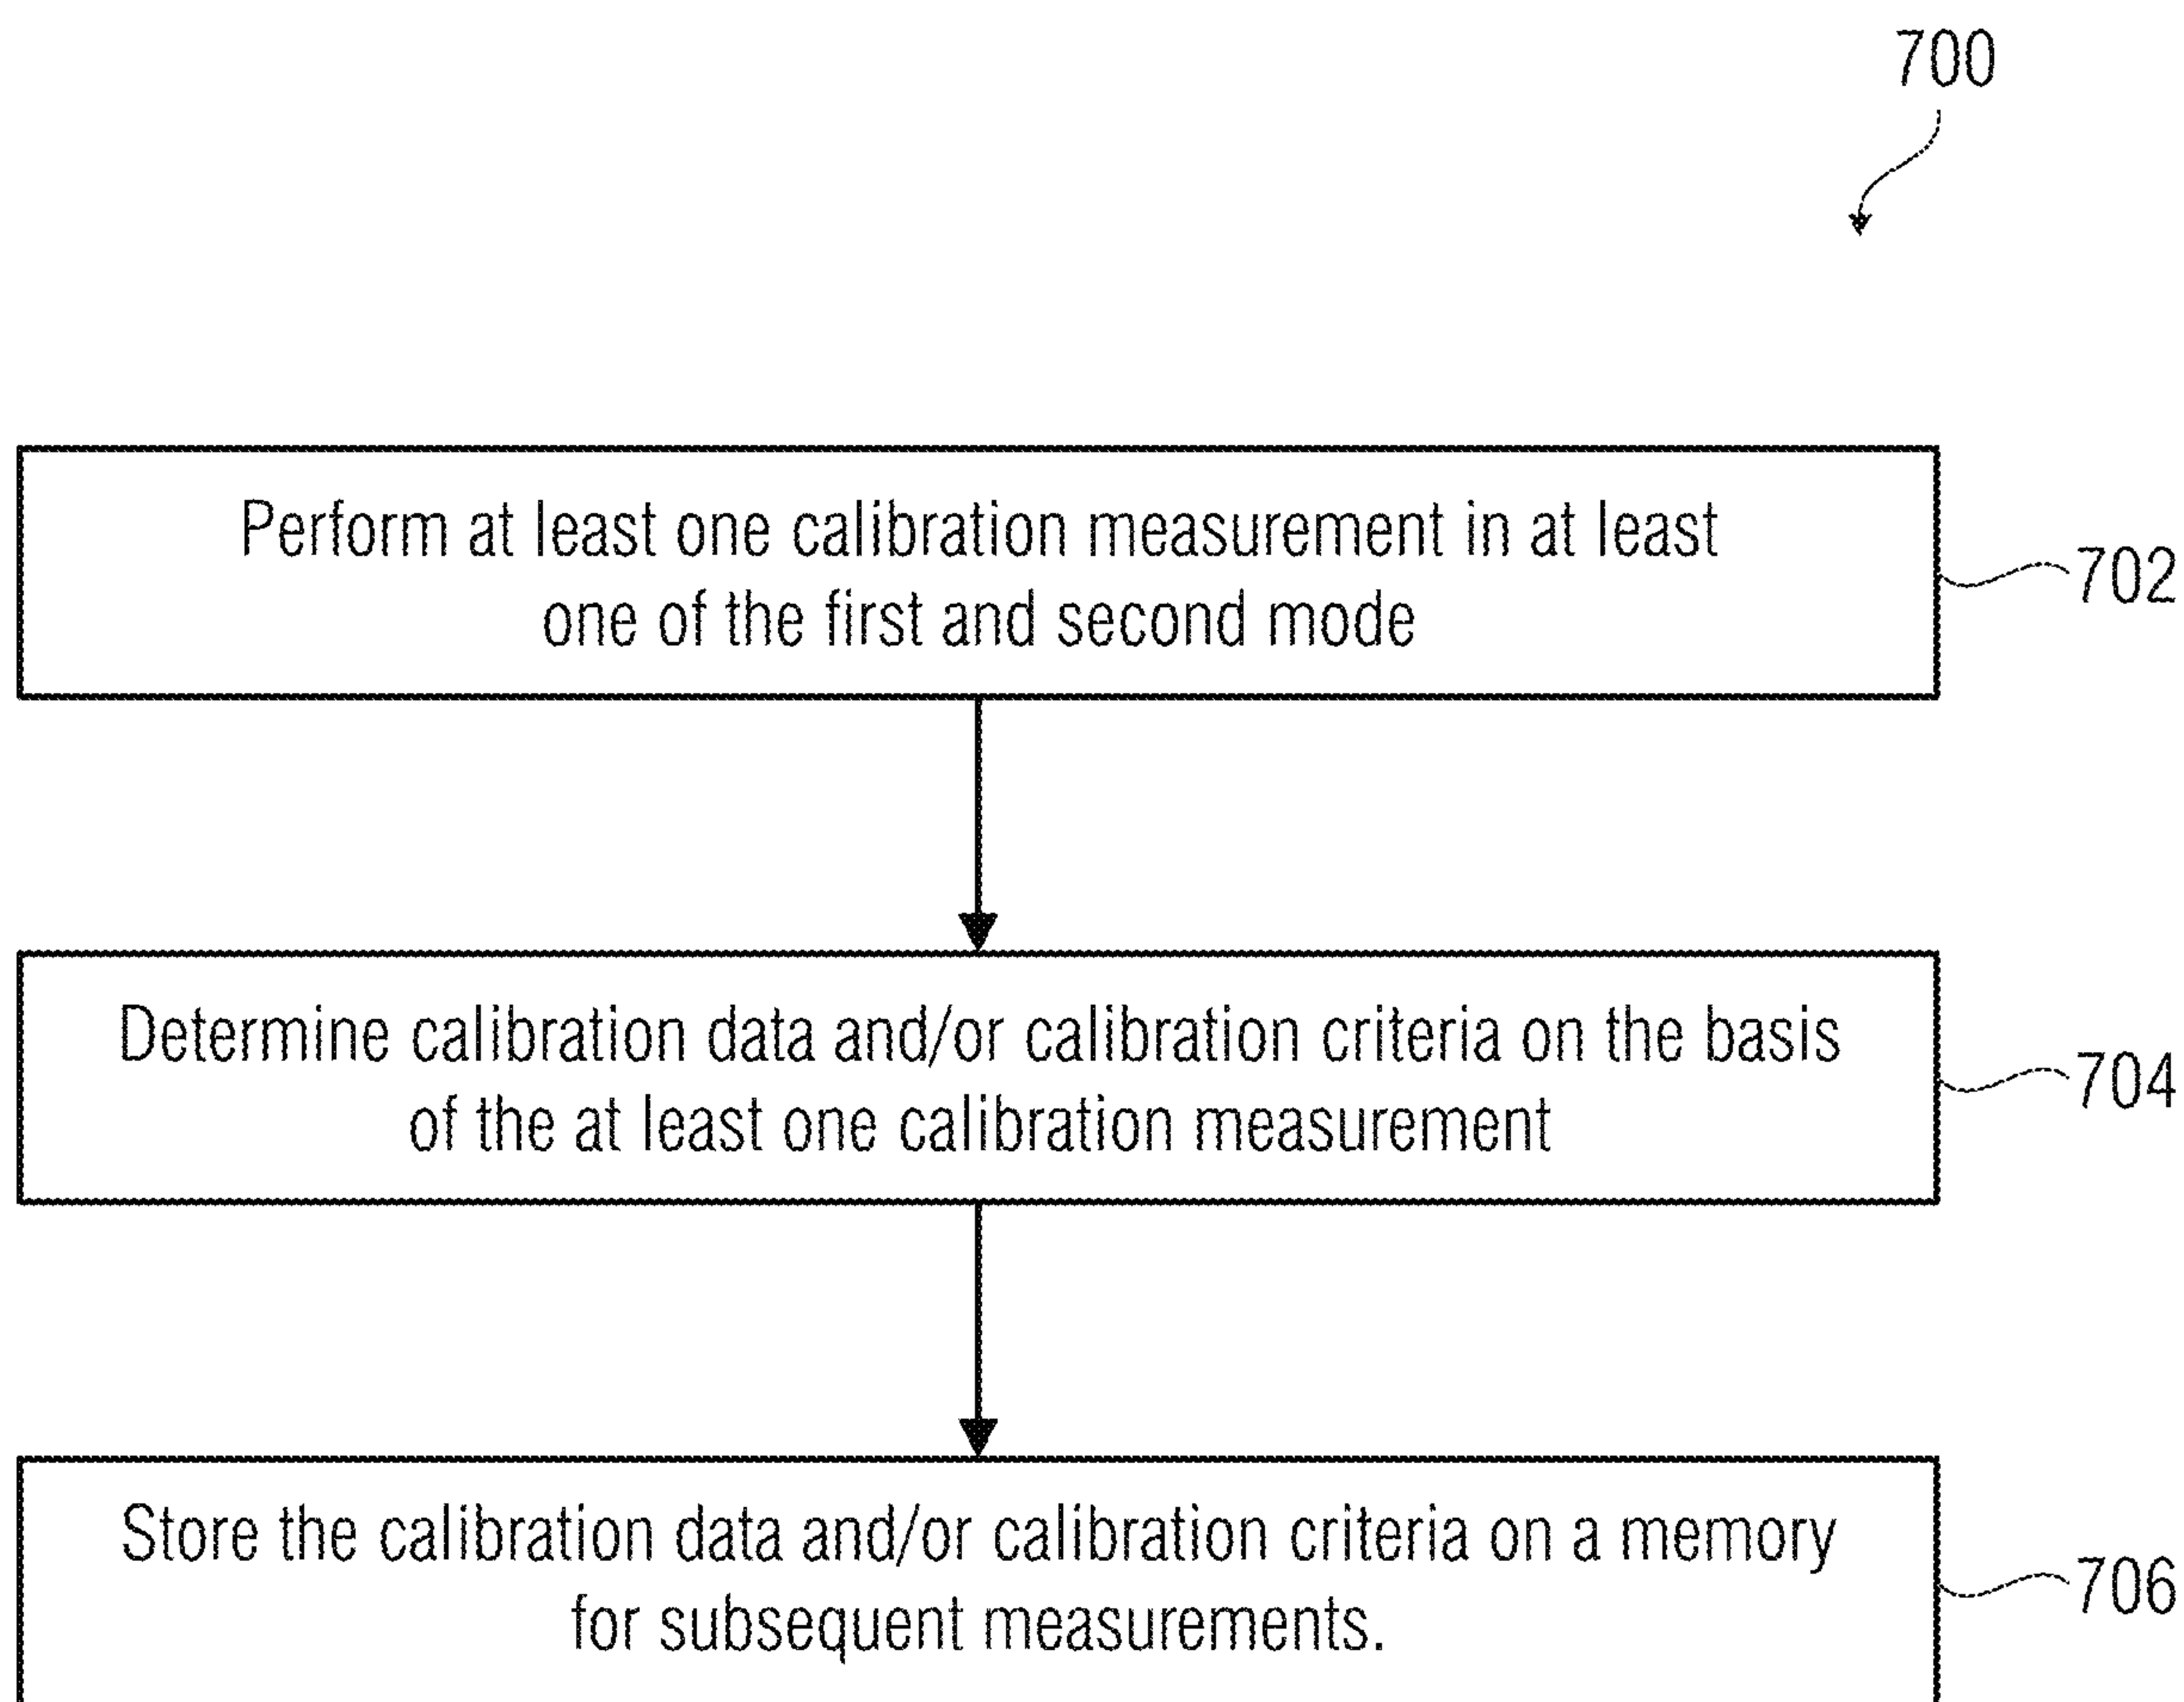 700
Perform at least one calibration measurement in at least
one of the first and second mode
702
Determine calibration data and/or calibration criteria on the basis
of the at least one calibration measurement
704
Store the calibration data and/or calibration criteria on a memory
for subsequent measurements.
706